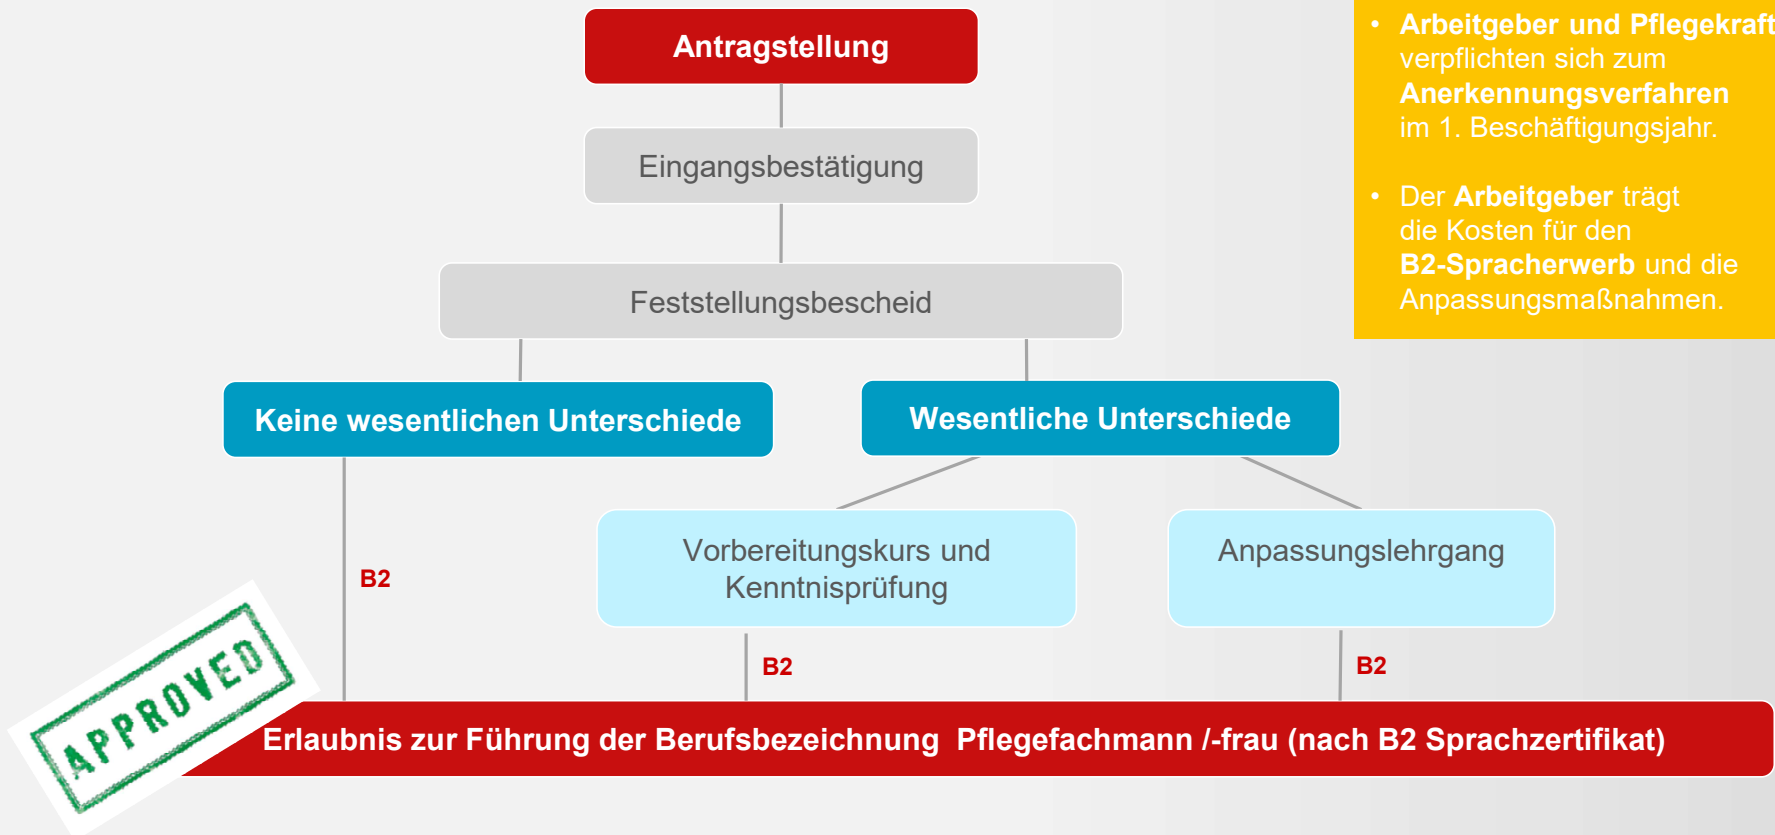 Antragstellung
Eingangsbestätigung
Feststellungsbescheid
Keine wesentlichen Unterschiede
Wesentliche Unterschiede
Vorbereitungskurs und
Kenntnisprüfung
Anpassungslehrgang
B2
B2
B2
APPROVED
Erlaubnis zur Führung der Berufsbezeichnung  Pflegefachmann /-frau (nach B2 Sprachzertifikat)
• Arbeitgeber und Pflegekraft
verpflichten sich zum
Anerkennungsverfahren
im 1. Beschäftigungsjahr.
• Der Arbeitgeber trägt
die Kosten für den
B2-Spracherwerb und die
Anpassungsmaßnahmen.